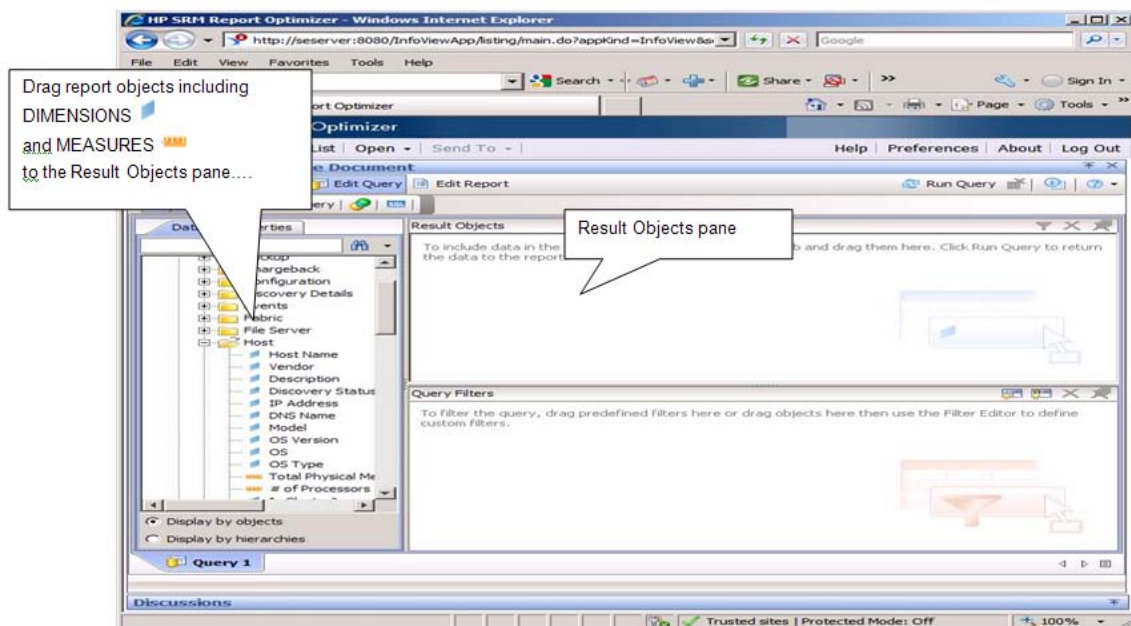 HP SRM Report Optimizer - Windows Internet Explorer
http://seserver:8080/InfoViewApp/listing/main.do?appKind=InfoView&s
Google
File Edit View Favorites Tools Help
Search Share Sign In
ort Optimizer
Page Tools
Optimizer
List Open Send To Help Preferences About Log Out
e Document
Edit Query Edit Report Run Query
ery SQL
Drag report objects including
DIMENSIONS
and MEASURES
to the Result Objects pane....
Dat erties
Result Objects
Result Objects pane
To include data in the b and drag them here. Click Run Query to return
the data to the report
ackup
hargeback
onfiguration
iscovery Details
vents
Fabric
File Server
Host
Host Name
Vendor
Description
Discovery Status
IP Address
DNS Name
Model
OS Version
OS
OS Type
Total Physical Me
# of Processors
Query Filters
To filter the query, drag predefined filters here or drag objects here then use the Filter Editor to define
custom filters.
Display by objects
Display by hierarchies
Query 1
Discussions
Trusted sites | Protected Mode: Off 100%